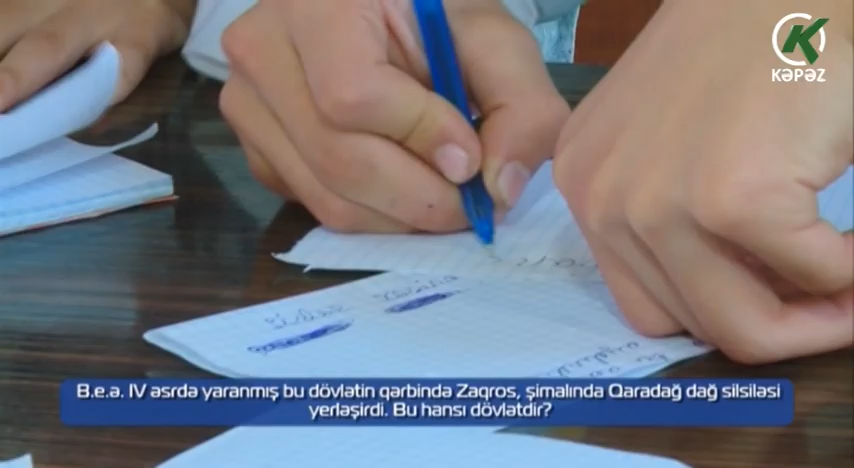 KƏPƏZ
B.e.ə. IV əsrdə yaranmış bu dövlətin qərbində Zaqros, şimalında Qaradağ dağ silsiləsi
yerləşirdi. Bu hansı dövlətdir?